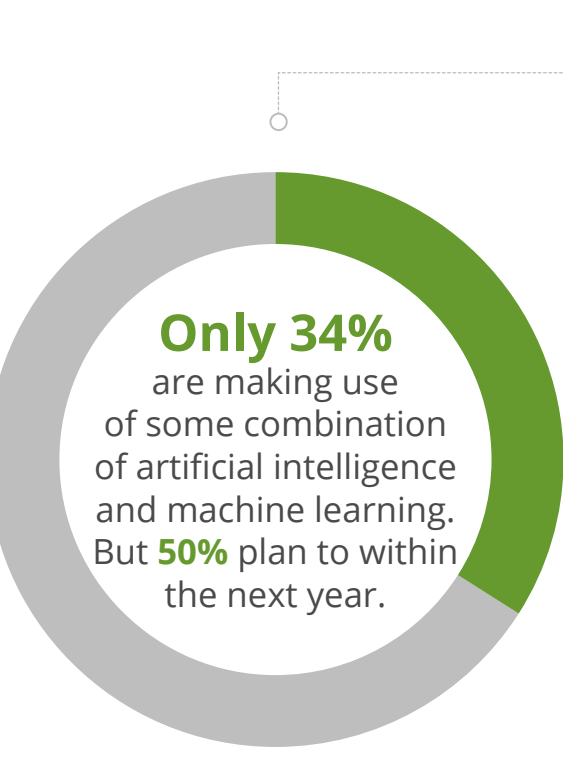 Only 34%
are making use
of some combination
of artificial intelligence
and machine learning.
But 50% plan to within
the next year.